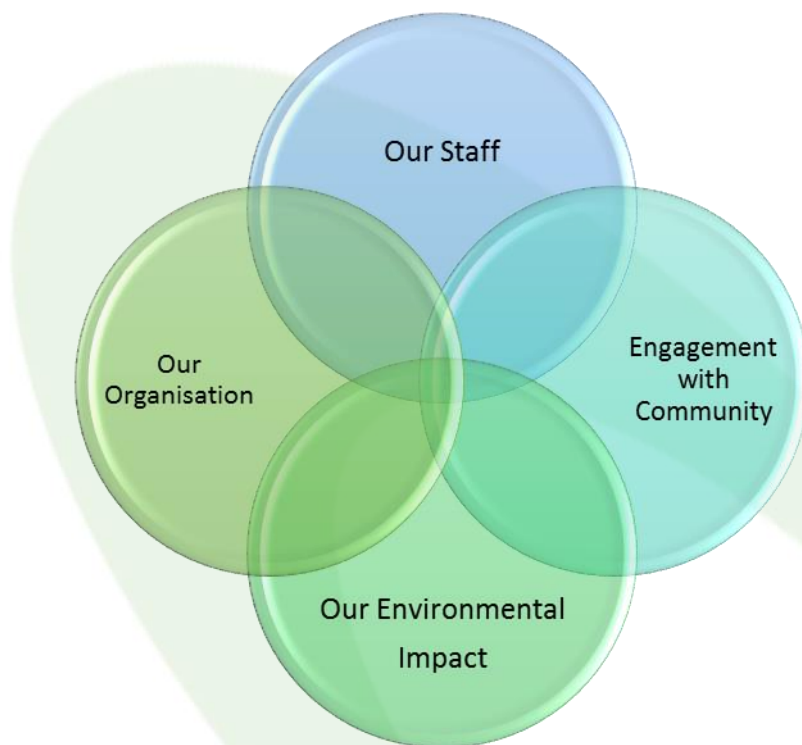 Our Staff
Our
Organisation
Engagement
with
Community
Our Environmental
Impact